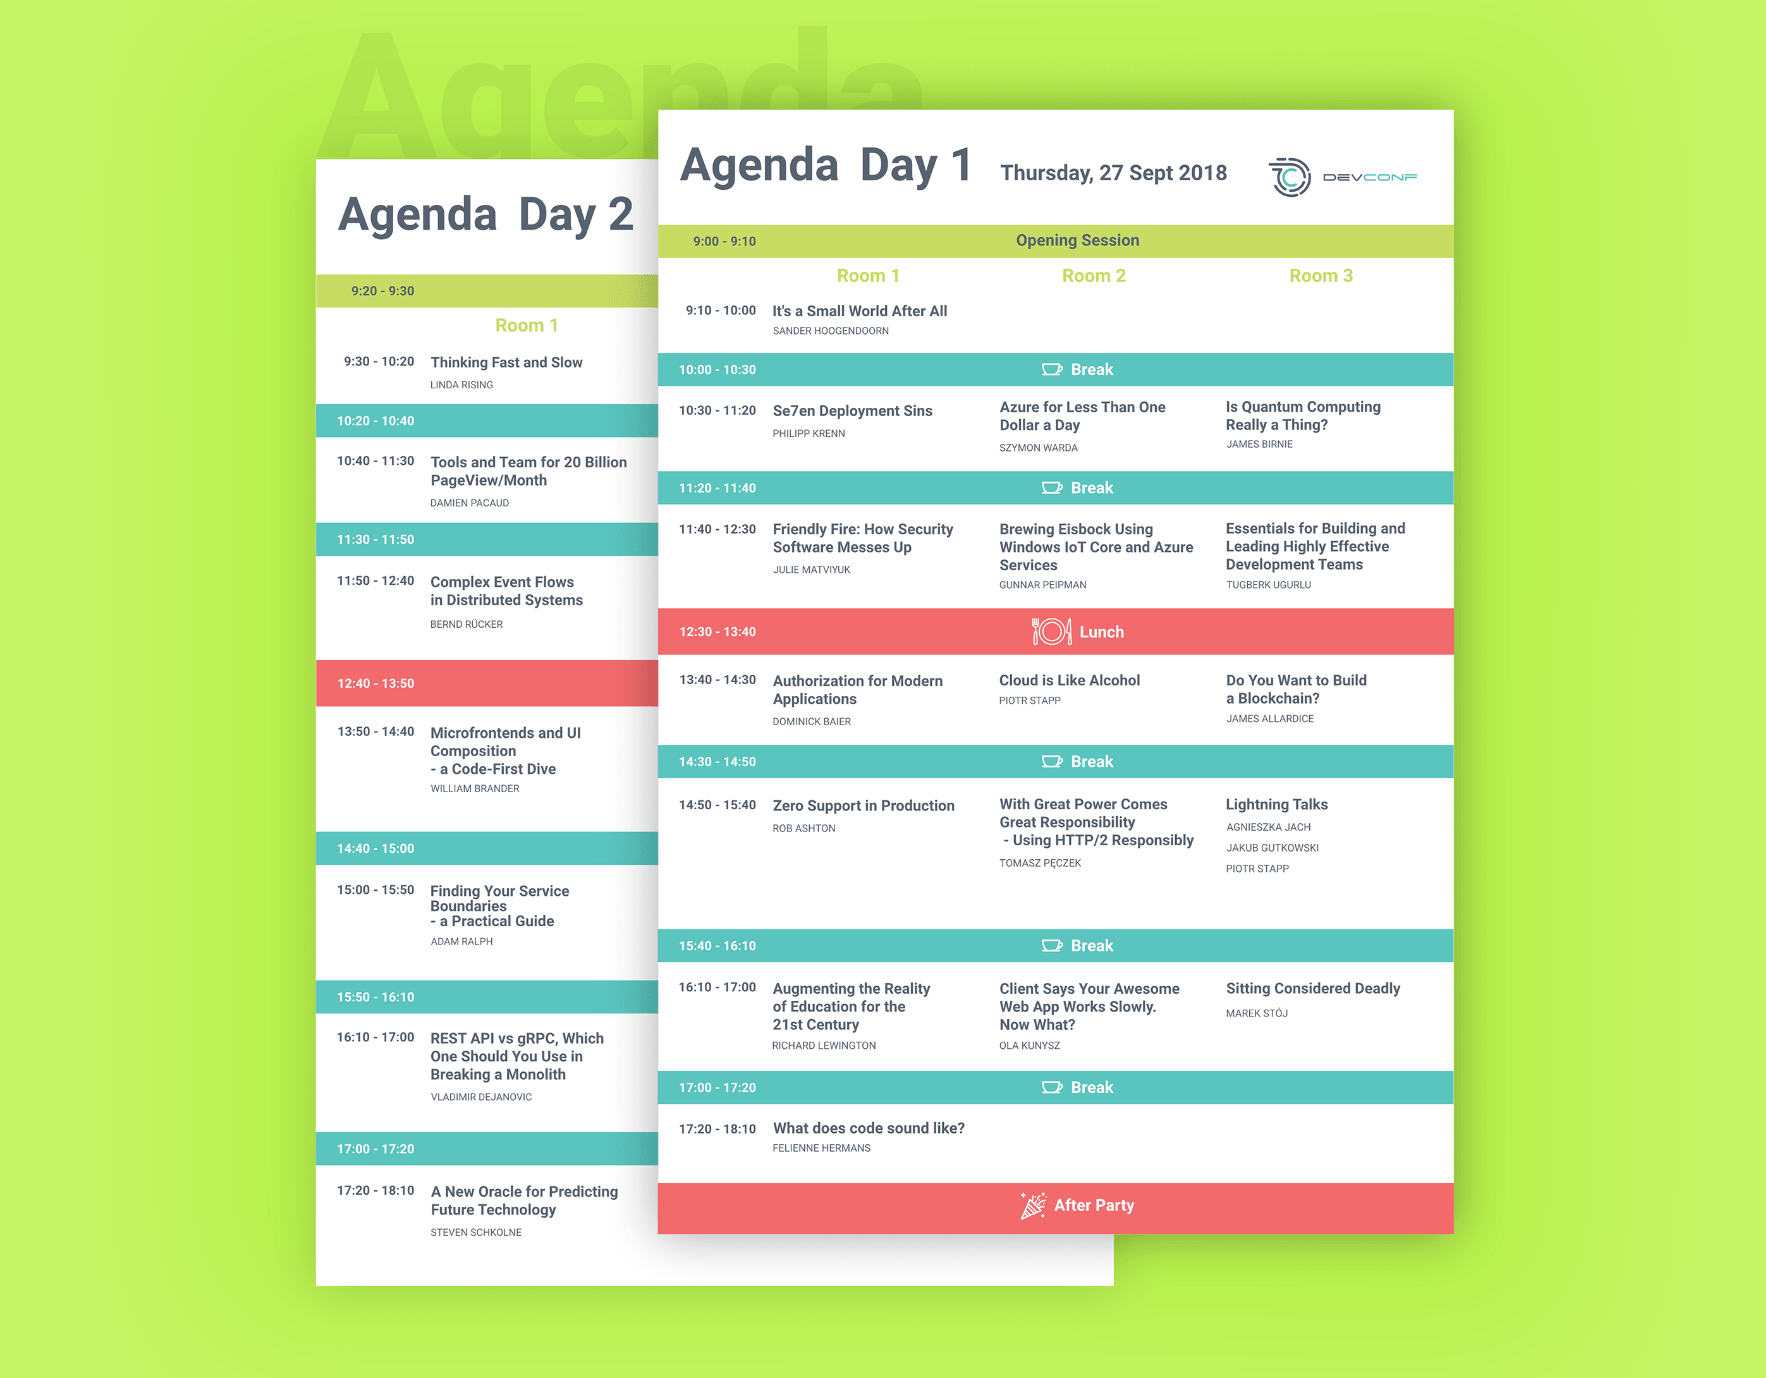 Agenda
Agenda Day 2
9:20 - 9:30
Room 1
9:30 - 10:20 Thinking Fast and Slow
LINDA RISING
10:20 - 10:40
10:40 - 11:30 Tools and Team for 20 Billion
PageView/Month
DAMIEN PACAUD
11:30 - 11:50
11:50 - 12:40 Complex Event Flows
in Distributed Systems
BERND RÜCKER
12:40 - 13:50
13:50 - 14:40 Microfrontends and UI
Composition
- a Code-First Dive
WILLIAM BRANDER
14:40 - 15:00
15:00 - 15:50 Finding Your Service
Boundaries
- a Practical Guide
ADAM RALPH
15:50 - 16:10
16:10 - 17:00 REST API vs gRPC, Which
One Should You Use in
Breaking a Monolith
VLADIMIR DEJANOVIC
17:00 - 17:20
17:20 - 18:10 A New Oracle for Predicting
Future Technology
STEVEN SCHKOLNE
Agenda Day 1 Thursday, 27 Sept 2018 DEVCONF
9:00 - 9:10 Opening Session
Room 1 Room 2 Room 3
9:10 - 10:00 It's a Small World After All
SANDER HOOGENDOORN
10:00 - 10:30 Break
10:30 - 11:20 Se7en Deployment Sins
PHILIPP KRENN
Azure for Less Than One
Dollar a Day
SZYMON WARDA
Is Quantum Computing
Really a Thing?
JAMES BIRNIE
11:20 - 11:40 Break
11:40 - 12:30 Friendly Fire: How Security
Software Messes Up
JULIE MATVIYUK
Brewing Eisbock Using
Windows IoT Core and Azure
Services
GUNNAR PEIPMAN
Essentials for Building and
Leading Highly Effective
Development Teams
TUGBERK UGURLU
12:30 - 13:40 Lunch
13:40 - 14:30 Authorization for Modern
Applications
DOMINICK BAIER
Cloud is Like Alcohol
PIOTR STAPP
Do You Want to Build
a Blockchain?
JAMES ALLARDICE
14:30 - 14:50 Break
14:50 - 15:40 Zero Support in Production
ROB ASHTON
With Great Power Comes
Great Responsibility
- Using HTTP/2 Responsibly
TOMASZ PĘCZEK
Lightning Talks
AGNIESZKA JACH
JAKUB GUTKOWSKI
PIOTR STAPP
15:40 - 16:10 Break
16:10 - 17:00 Augmenting the Reality
of Education for the
21st Century
RICHARD LEWINGTON
Client Says Your Awesome
Web App Works Slowly.
Now What?
OLA KUNYSZ
Sitting Considered Deadly
MAREK STÓJ
17:00 - 17:20 Break
17:20 - 18:10 What does code sound like?
FELIENNE HERMANS
After Party